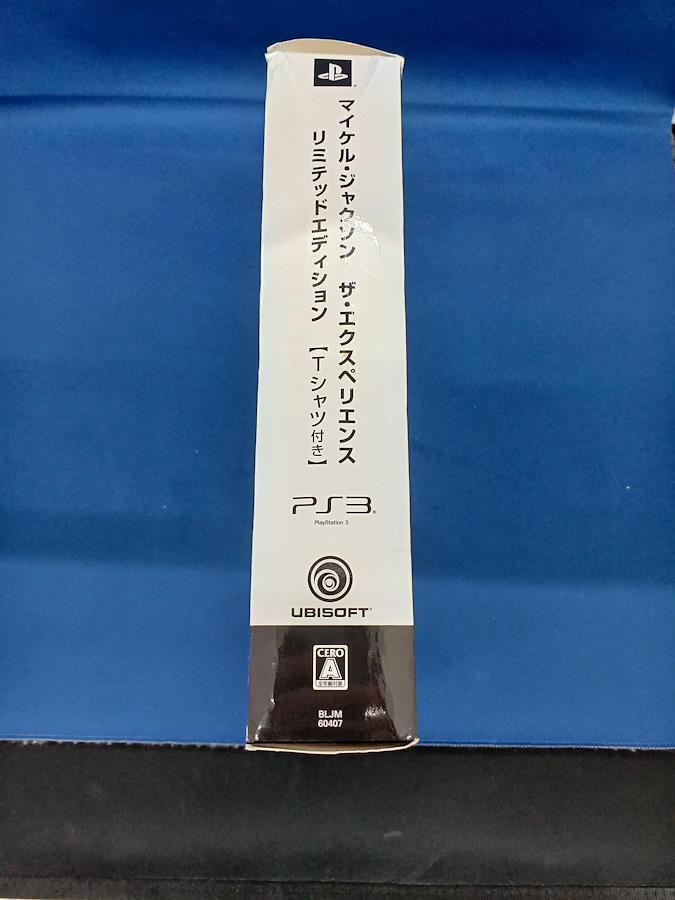 マイケル・ジャクソン ザ・エクスペリエンス
リミテッドエディション 【Tシャツ付き】
PS3®
PlayStation 3
UBISOFT®
CERO
A
全年齢対象
BLJM
60407